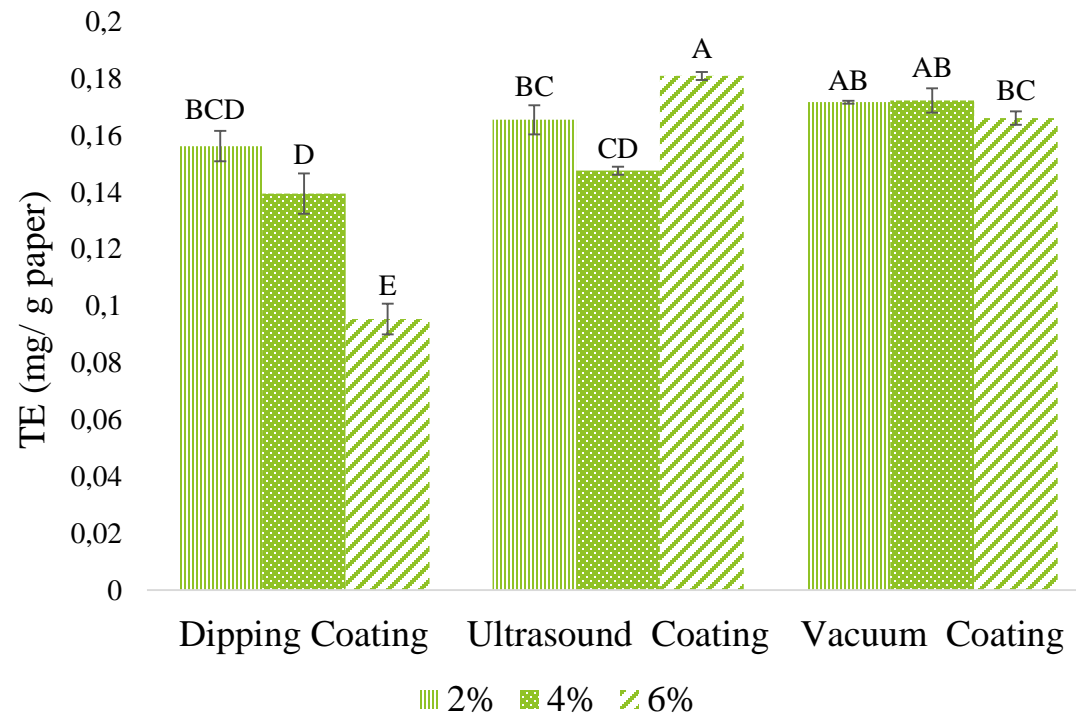 0,2
0,18
0,16
0,14
0,12
0,1
0,08
0,06
0,04
0,02
0
TE (mg/ g paper)
BCD
D
E
BC
CD
A
AB
AB
BC
Dipping Coating
Ultrasound Coating
Vacuum Coating
2% 4% 6%